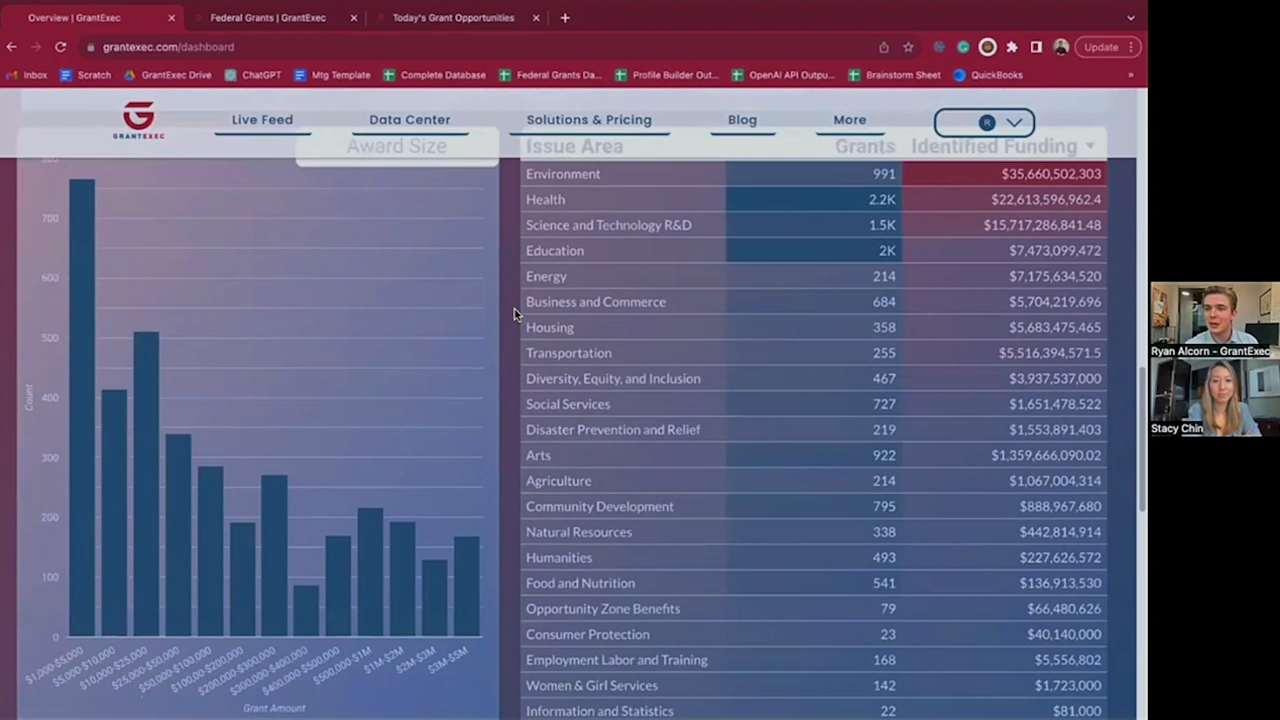 Overview | GrantExec
Federal Grants | GrantExec
Today's Grant Opportunities
grantexec.com/dashboard
Update
Inbox
Scratch
GrantExec Drive
ChatGPT
Mtg Template
Complete Database
Federal Grants Da...
Profile Builder Out...
OpenAI API Outpu...
Brainstorm Sheet
QuickBooks
»
GRANTEXEC
Live Feed
Data Center
Solutions & Pricing
Blog
More
R
Award Size
800
700
600
500
400
300
200
100
0
Count
$1,000-$5,000
$5,000-$10,000
$10,000-$25,000
$25,000-$50,000
$50,000-$100,000
$100,00-$200,000
$200,000-$300,000
$300,000-$400,000
$400,000-$500,000
$500,000-$1M
$1M-$2M
$2M-$3M
$3M-$5M
Grant Amount
Issue Area Grants Identified Funding
Environment 991 $35,660,502,303
Health 2.2K $22,613,596,962.4
Science and Technology R&D 1.5K $15,717,286,841.48
Education 2K $7,473,099,472
Energy 214 $7,175,634,520
Business and Commerce 684 $5,704,219,696
Housing 358 $5,683,475,465
Transportation 255 $5,516,394,571.5
Diversity, Equity, and Inclusion 467 $3,937,537,000
Social Services 727 $1,651,478,522
Disaster Prevention and Relief 219 $1,553,891,403
Arts 922 $1,359,666,090.02
Agriculture 214 $1,067,004,314
Community Development 795 $888,967,680
Natural Resources 338 $442,814,914
Humanities 493 $227,626,572
Food and Nutrition 541 $136,913,530
Opportunity Zone Benefits 79 $66,480,626
Consumer Protection 23 $40,140,000
Employment Labor and Training 168 $5,556,802
Women & Girl Services 142 $1,723,000
Information and Statistics 22 $81,000
Ryan Alcorn - GrantExec
Stacy Chin